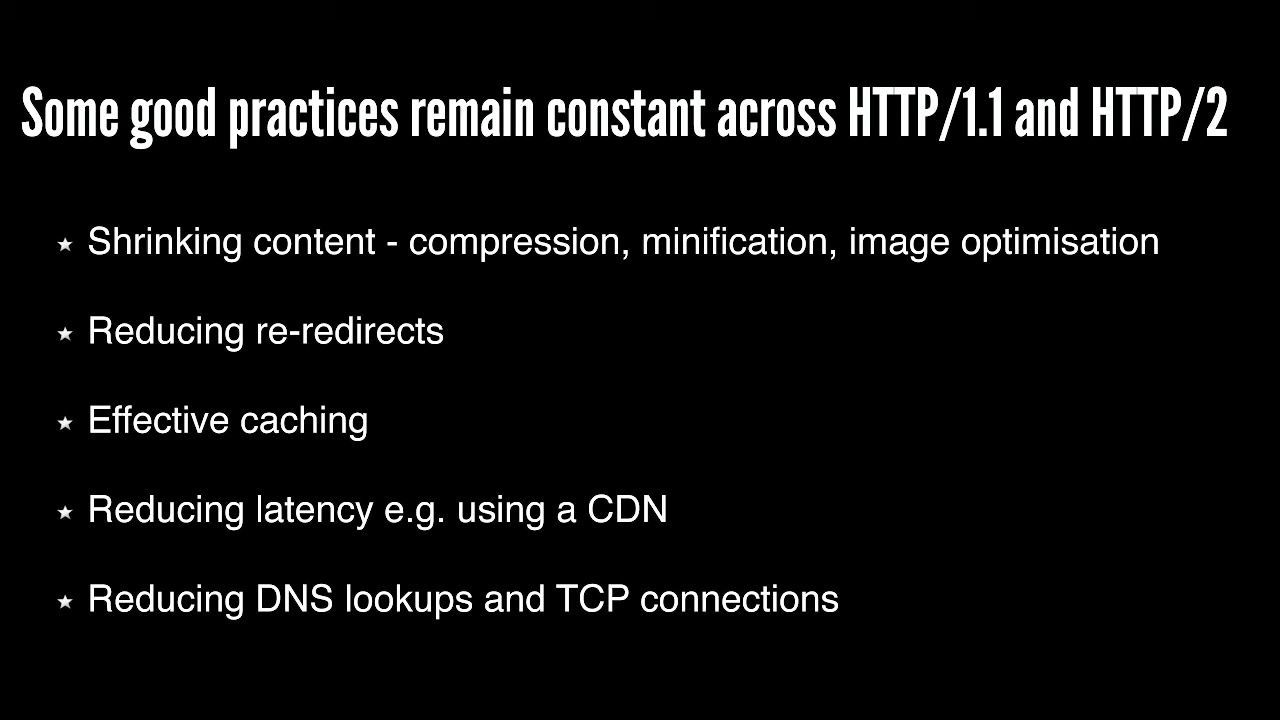 Some good practices remain constant across HTTP/1.1 and HTTP/2
★ Shrinking content - compression, minification, image optimisation
★ Reducing re-redirects
★ Effective caching
★ Reducing latency e.g. using a CDN
★ Reducing DNS lookups and TCP connections